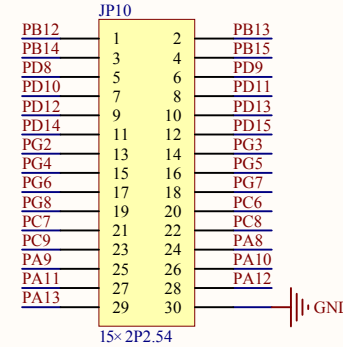 JP10
PB12 1 2 PB13
PB14 3 4 PB15
PD8 5 6 PD9
PD10 7 8 PD11
PD12 9 10 PD13
PD14 11 12 PD15
PG2 13 14 PG3
PG4 15 16 PG5
PG6 17 18 PG7
PG8 19 20 PC6
PC7 21 22 PC8
PC9 23 24 PA8
PA9 25 26 PA10
PA11 27 28 PA12
PA13 29 30 GND
15×2P2.54